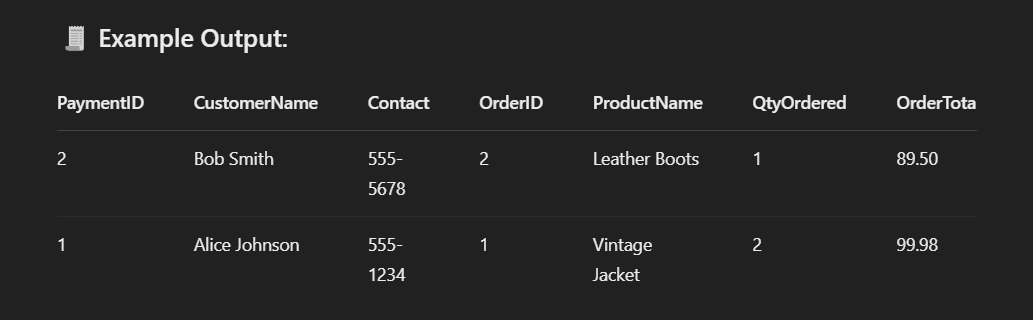 Example Output:
PaymentID CustomerName Contact OrderID ProductName QtyOrdered OrderTota
2 Bob Smith 555- 2 Leather Boots 1 89.50
5678
1 Alice Johnson 555- 1 Vintage 2 99.98
1234 Jacket